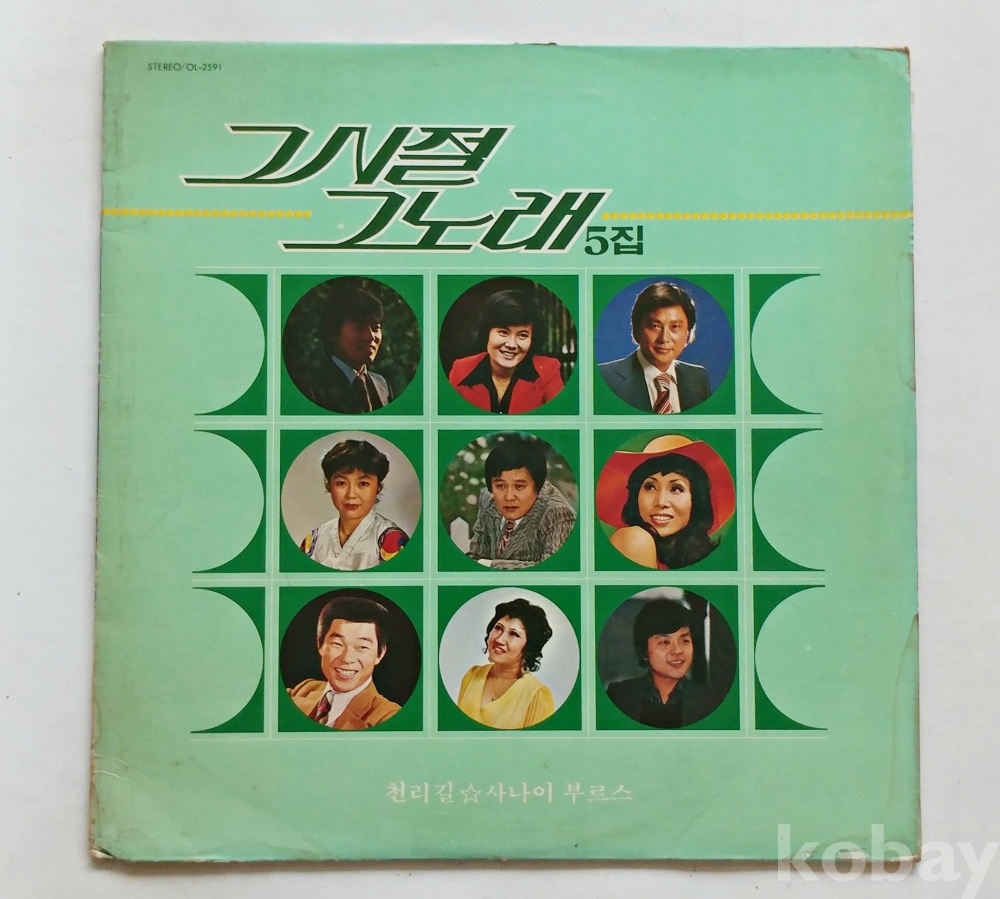 STEREO/OL-2591
그시절
그노래 5집
천리길☆사나이 부르스
kobay